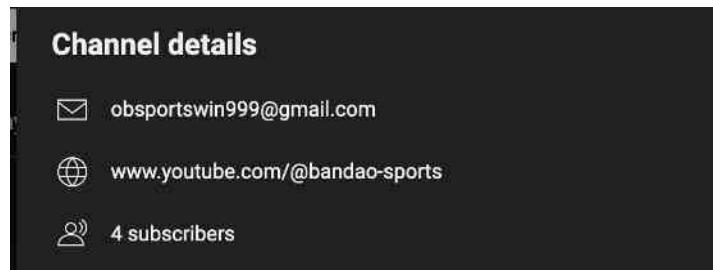 Channel details
obsportswin999@gmail.com
www.youtube.com/@bandao-sports
4 subscribers